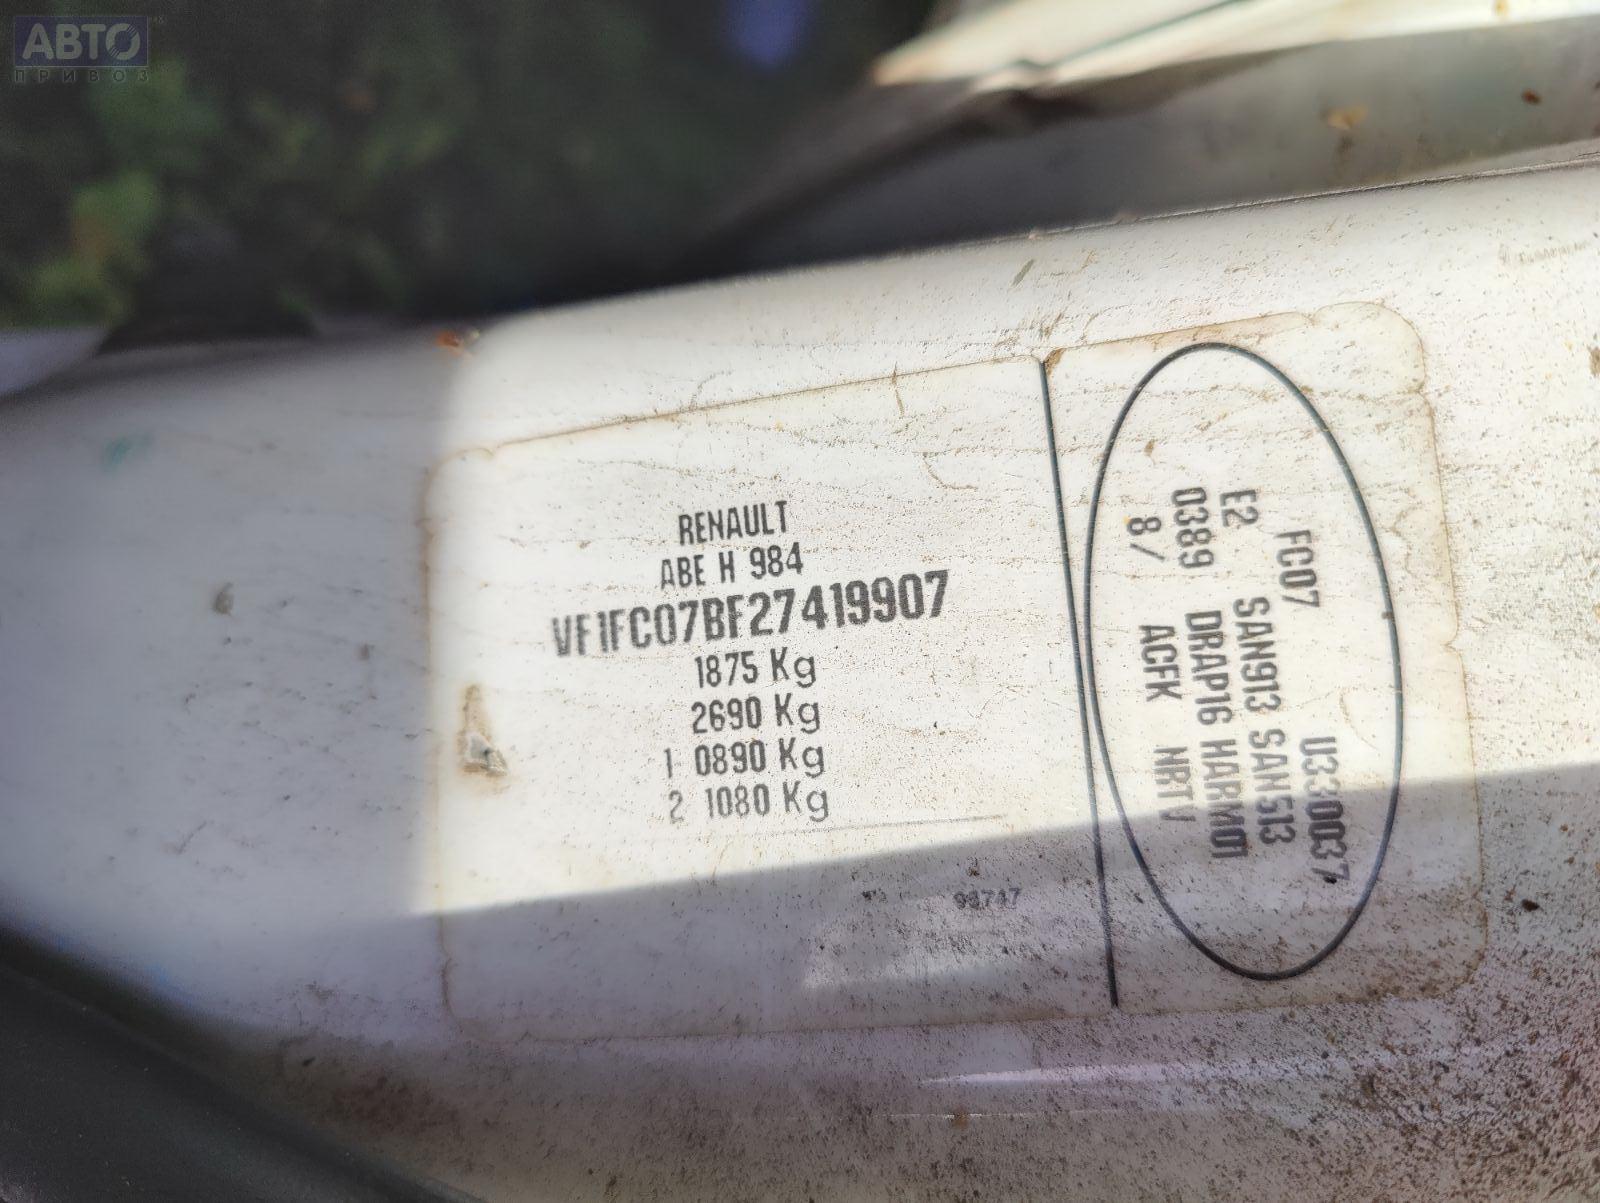 АВТО
ПРИВОЗ
RENAULT
ABE H 984
VF1FC07BF27419907
1875 Kg
2690 Kg
1 0890 Kg
2 1080 Kg
FC07 U330037
E2 SAN913 SAN513
0389 DRAP16 HARM01
8/ ACFK NRTV